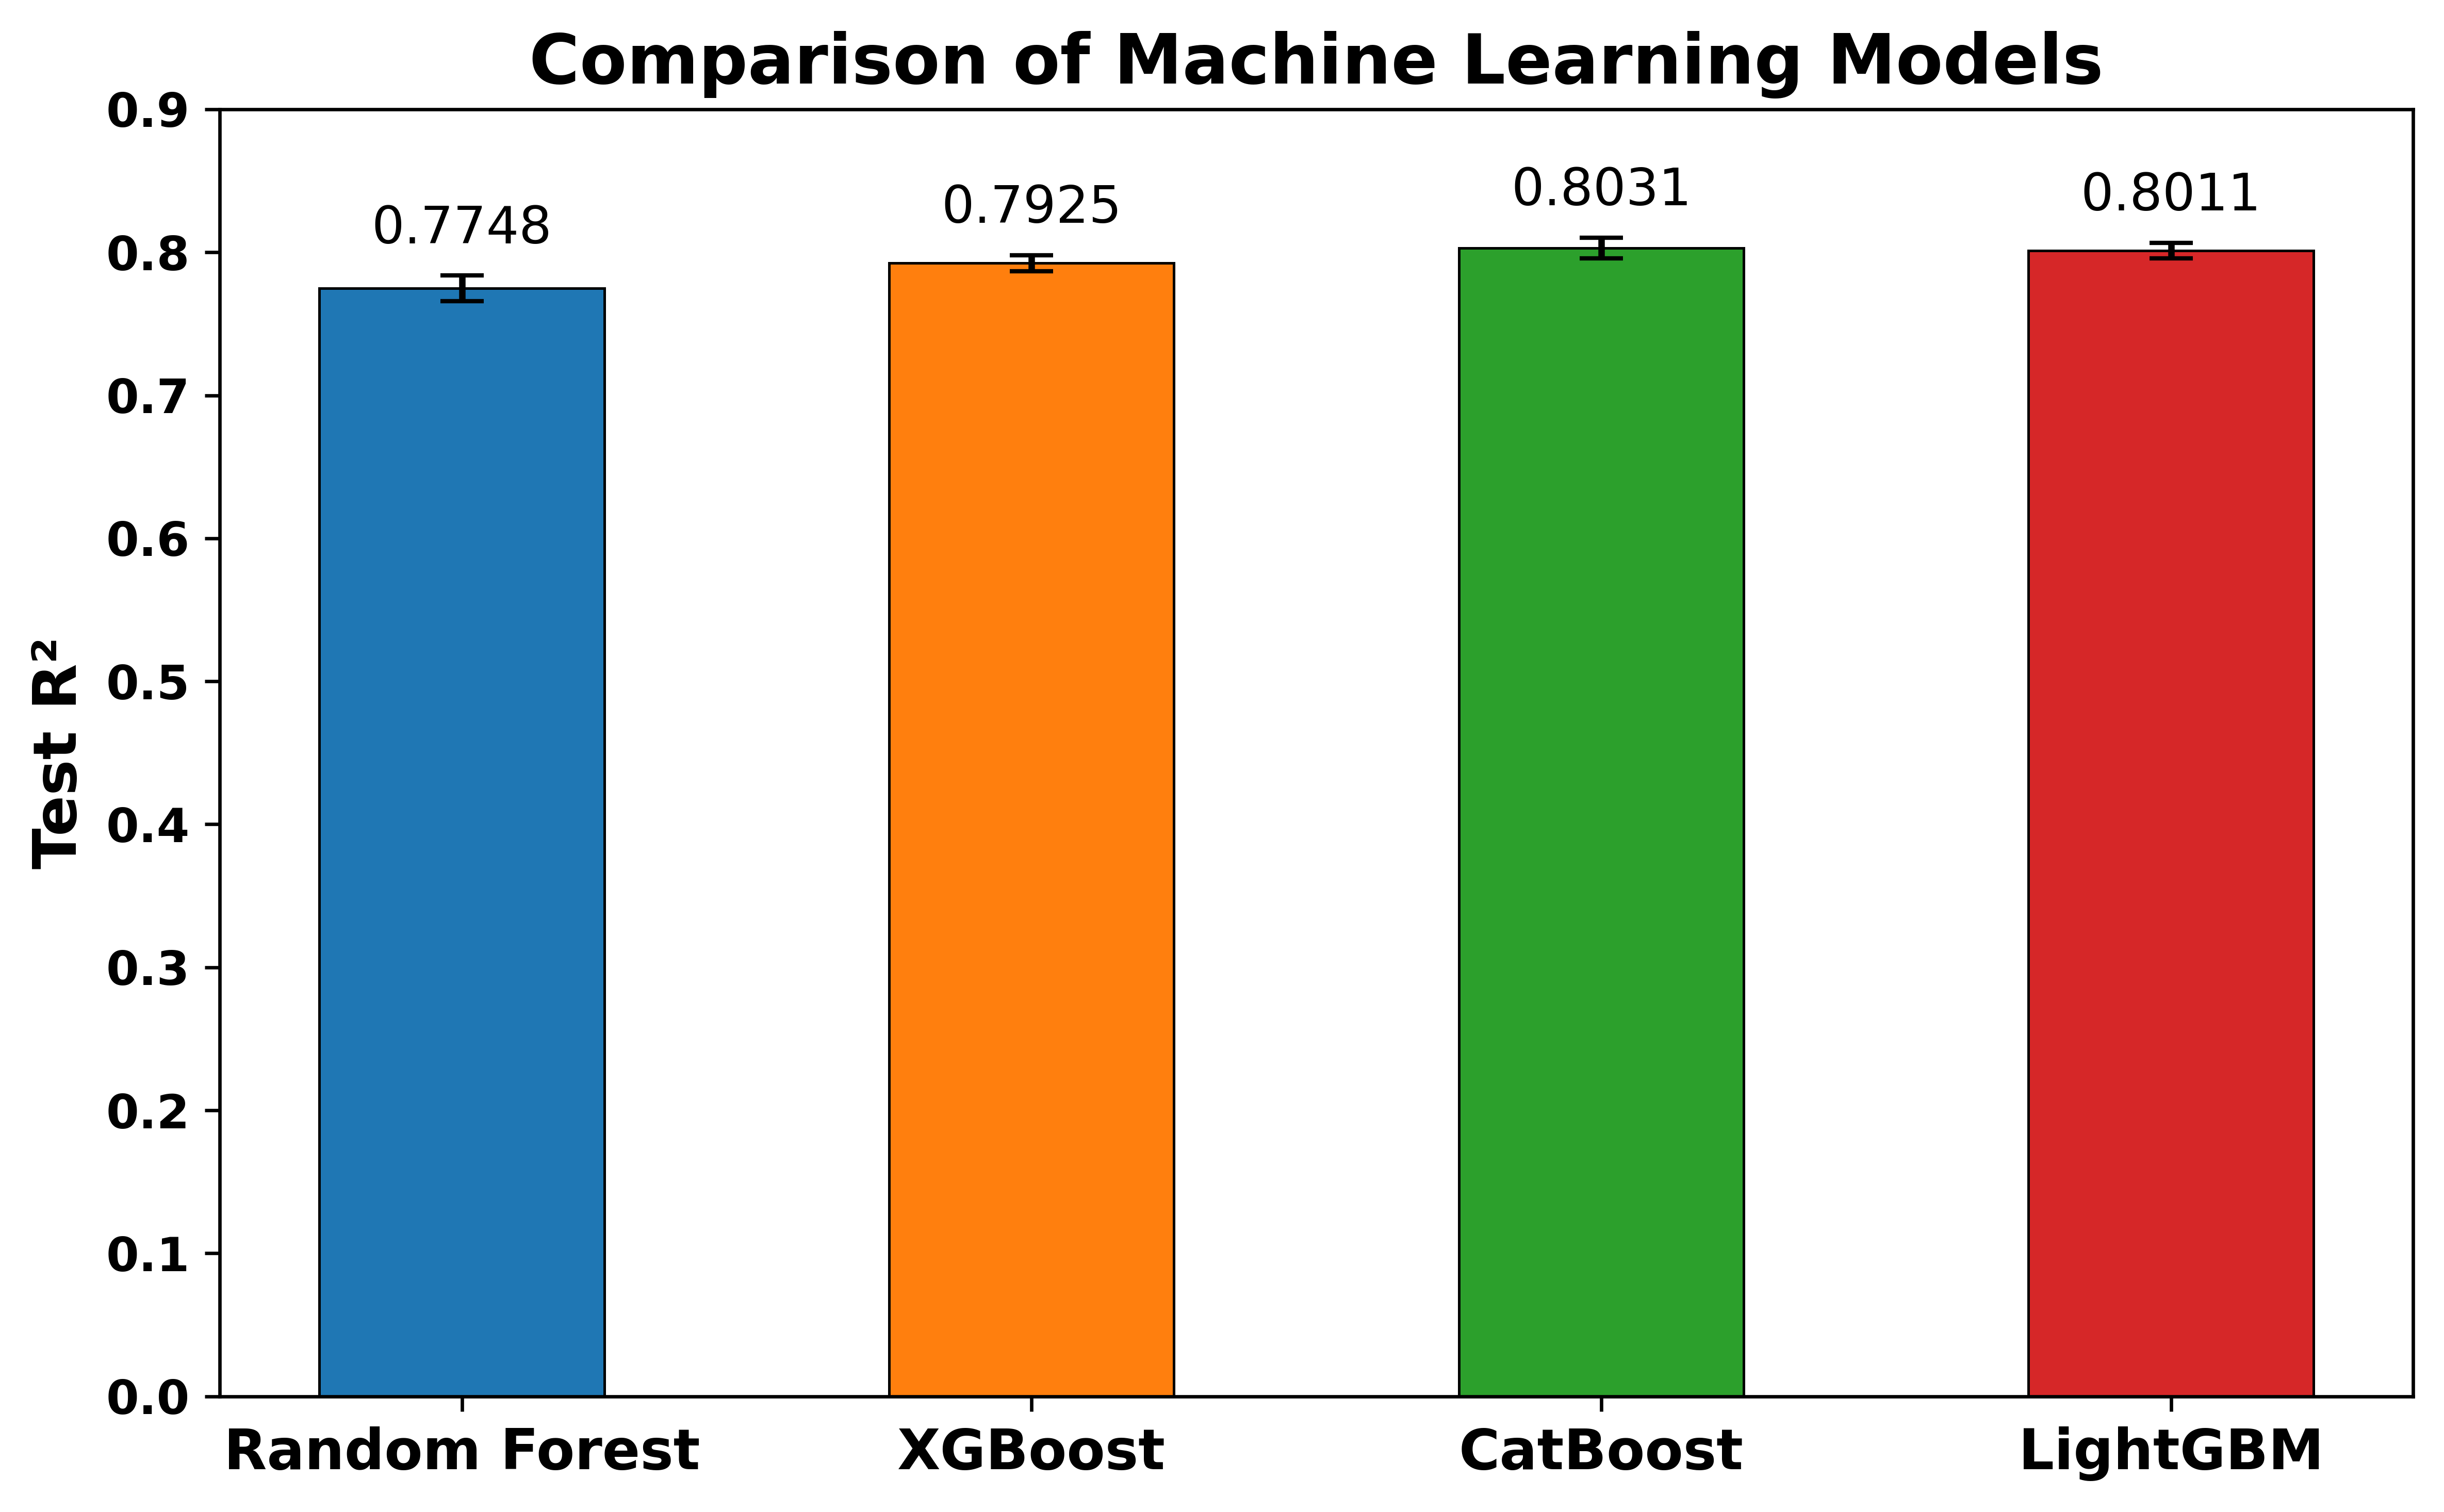 Comparison of Machine Learning Models
Test R²
0.9
0.8
0.7
0.6
0.5
0.4
0.3
0.2
0.1
0.0
0.7748
0.7925
0.8031
0.8011
Random Forest
XGBoost
CatBoost
LightGBM